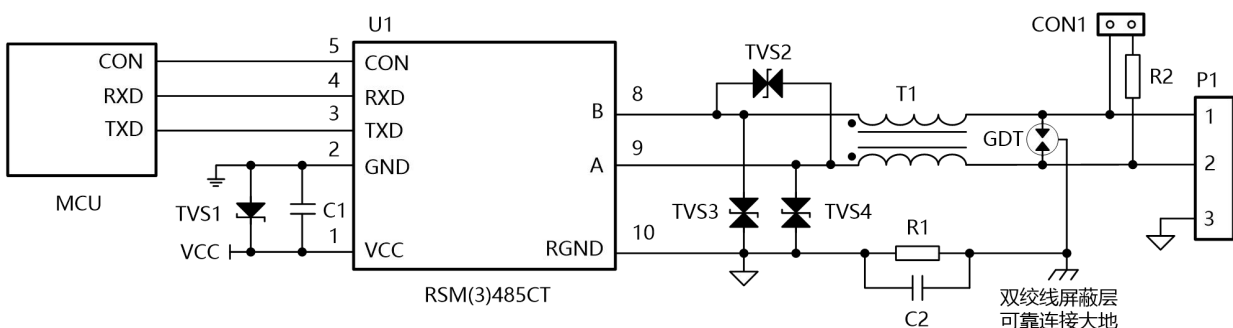 U1
CON1
CON
5
CON
TVS2
RXD
4
RXD
R2
P1
TXD
3
TXD
B
8
T1
1
2
GND
A
9
GDT
2
MCU
TVS1
C1
TVS3
TVS4
3
VCC
1
VCC
RGND
10
R1
RSM(3)485CT
C2
双绞线屏蔽层
可靠连接大地